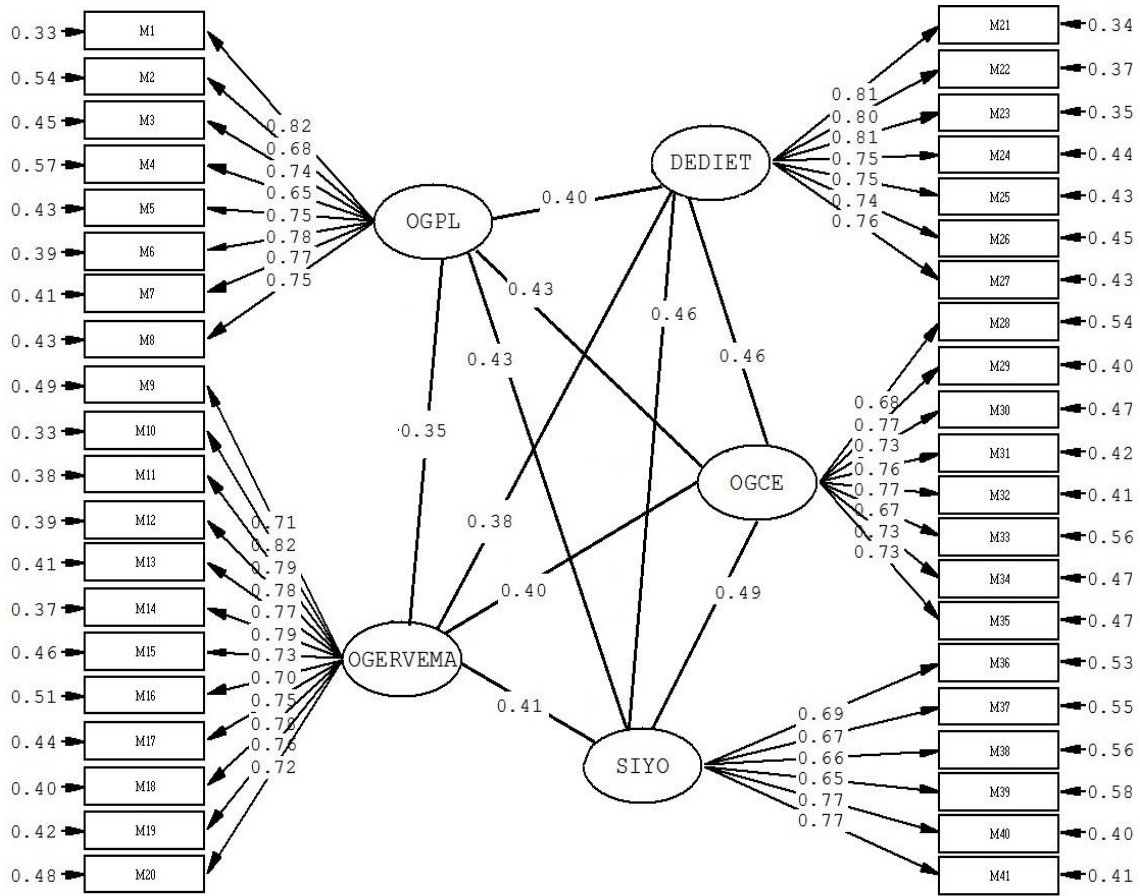 0.33 M1
0.54 M2
0.45 M3
0.57 M4
0.43 M5
0.39 M6
0.41 M7
0.43 M8
0.49 M9
0.33 M10
0.38 M11
0.39 M12
0.41 M13
0.37 M14
0.46 M15
0.51 M16
0.44 M17
0.40 M18
0.42 M19
0.48 M20
0.82
0.68
0.74
0.65
0.75
0.78
0.77
0.75
0.71
0.82
0.79
0.78
0.77
0.79
0.73
0.70
0.75
0.78
0.76
0.72
OGPL
OGERVEMA
DEDIET
OGCE
SIYO
0.40
0.43
0.43
0.46
0.46
0.35
0.38
0.40
0.49
0.41
0.81
0.80
0.81
0.75
0.75
0.74
0.76
0.68
0.77
0.73
0.76
0.77
0.67
0.73
0.73
0.69
0.67
0.66
0.65
0.77
0.77
M21 0.34
M22 0.37
M23 0.35
M24 0.44
M25 0.43
M26 0.45
M27 0.43
M28 0.54
M29 0.40
M30 0.47
M31 0.42
M32 0.41
M33 0.56
M34 0.47
M35 0.47
M36 0.53
M37 0.55
M38 0.56
M39 0.58
M40 0.40
M41 0.41